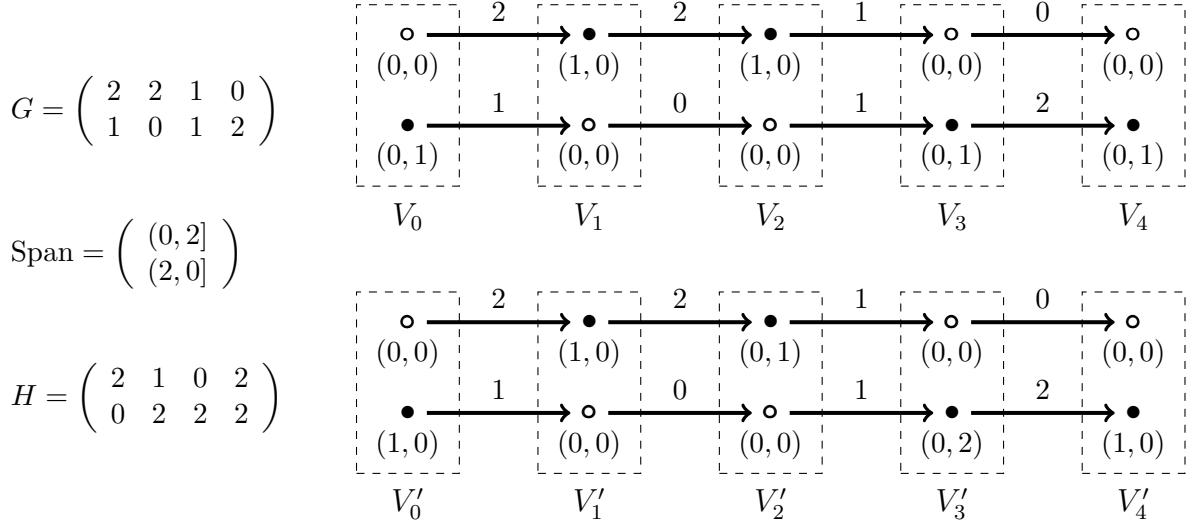 2 2 1 0
(0, 0) (1, 0) (1, 0) (0, 0) (0, 0)
1 0 1 2
(0, 1) (0, 0) (0, 0) (0, 1) (0, 1)
V₀ V₁ V₂ V₃ V₄
G = ( 2 2 1 0
1 0 1 2 )
Span = ( (0, 2]
(2, 0] )
H = ( 2 1 0 2
0 2 2 2 )
2 2 1 0
(0, 0) (1, 0) (0, 1) (0, 0) (0, 0)
1 0 1 2
(1, 0) (0, 0) (0, 0) (0, 2) (1, 0)
V′₀ V′₁ V′₂ V′₃ V′₄